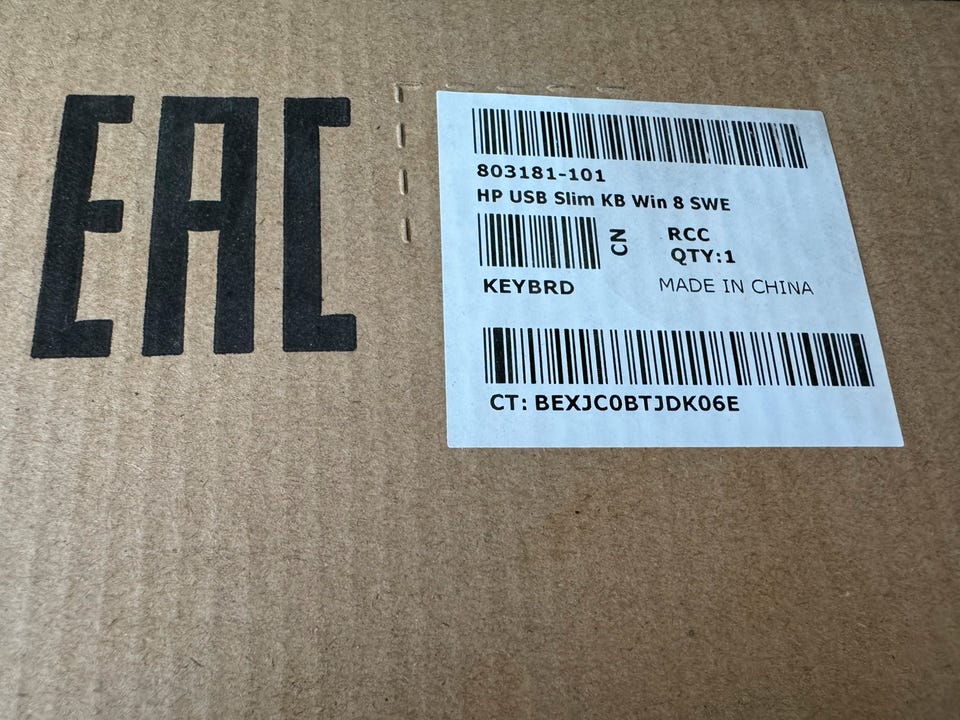 EAC
803181-101
HP USB Slim KB Win 8 SWE
CN
RCC
QTY:1
KEYBRD
MADE IN CHINA
CT: BEXJC0BTJDK06E